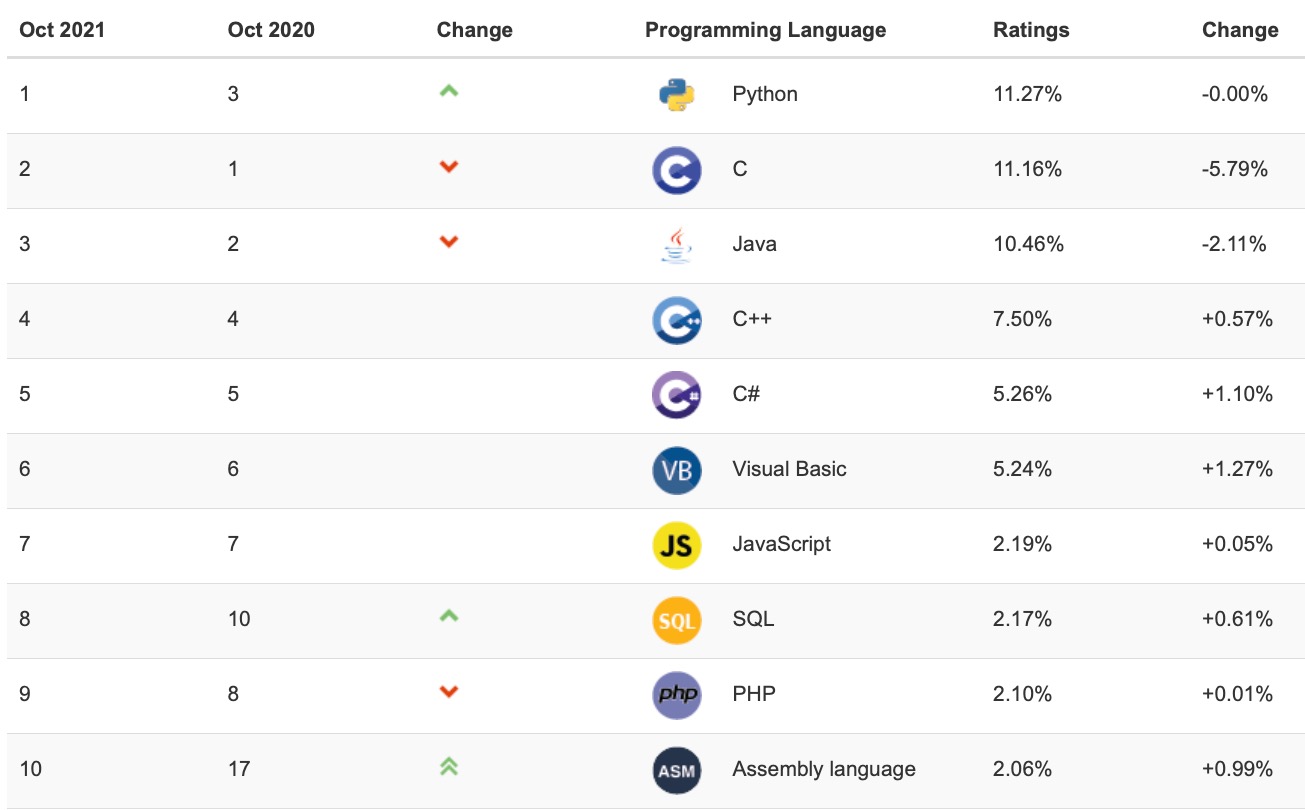 Oct 2021 Oct 2020 Change Programming Language Ratings Change
1 3 Python 11.27% -0.00%
2 1 C C 11.16% -5.79%
3 2 Java 10.46% -2.11%
4 4 C++ C++ 7.50% +0.57%
5 5 C# C# 5.26% +1.10%
6 6 VB Visual Basic 5.24% +1.27%
7 7 JS JavaScript 2.19% +0.05%
8 10 SQL SQL 2.17% +0.61%
9 8 php PHP 2.10% +0.01%
10 17 ASM Assembly language 2.06% +0.99%